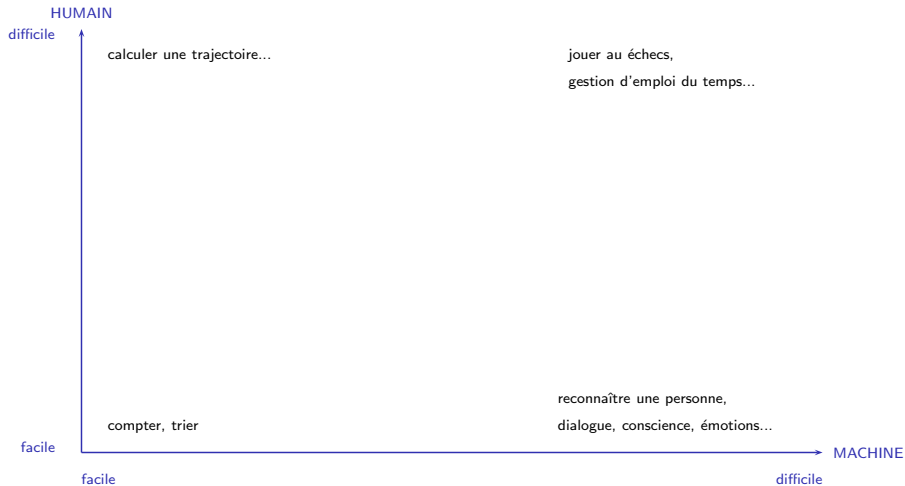 HUMAIN
difficile
calculer une trajectoire...
jouer au échecs,
gestion d'emploi du temps...
reconnaître une personne,
compter, trier
dialogue, conscience, émotions...
facile
MACHINE
facile
difficile